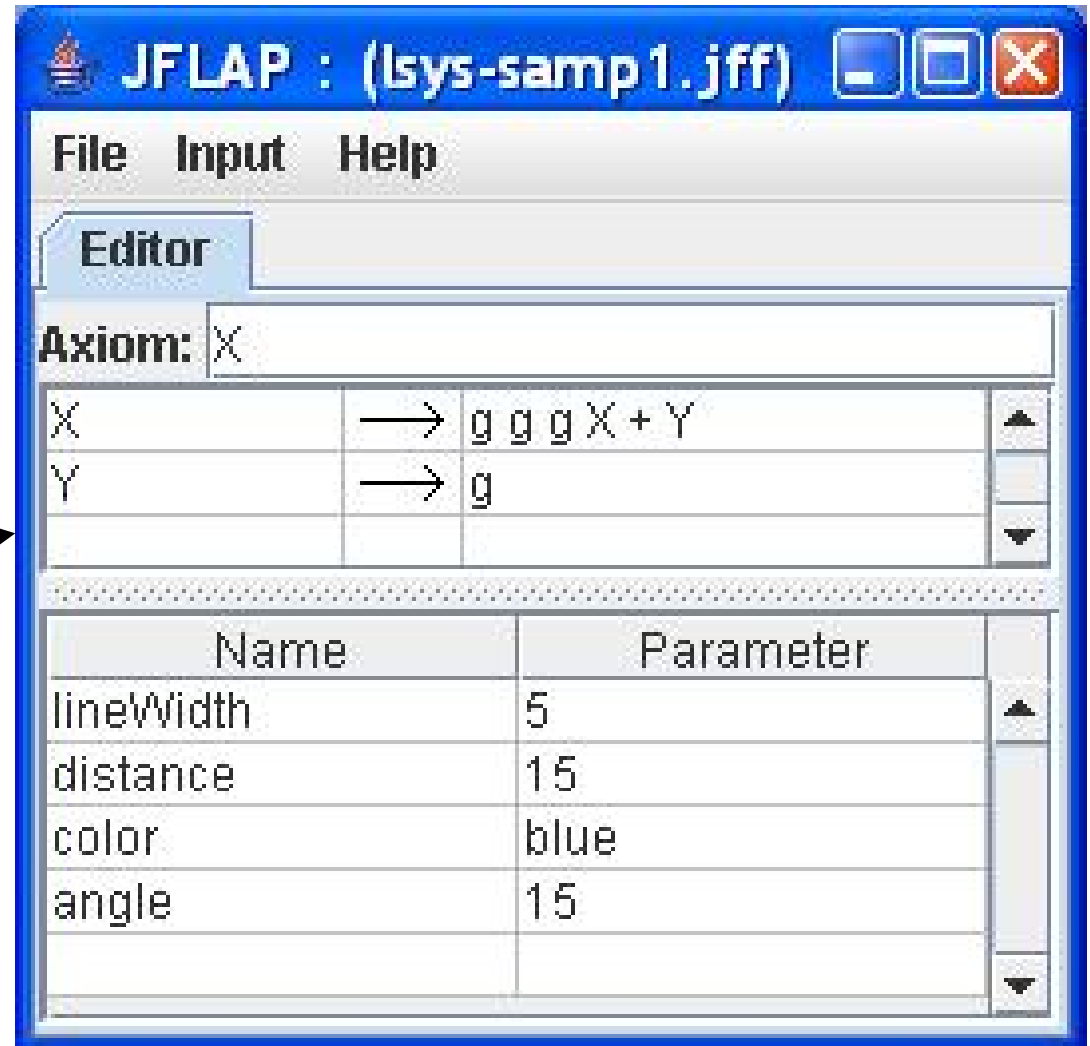 JFLAP : (lsys-samp1.jff)
File Input Help
Editor
Axiom: X
X → g g g X + Y
Y → g
Name Parameter
lineWidth 5
distance 15
color blue
angle 15